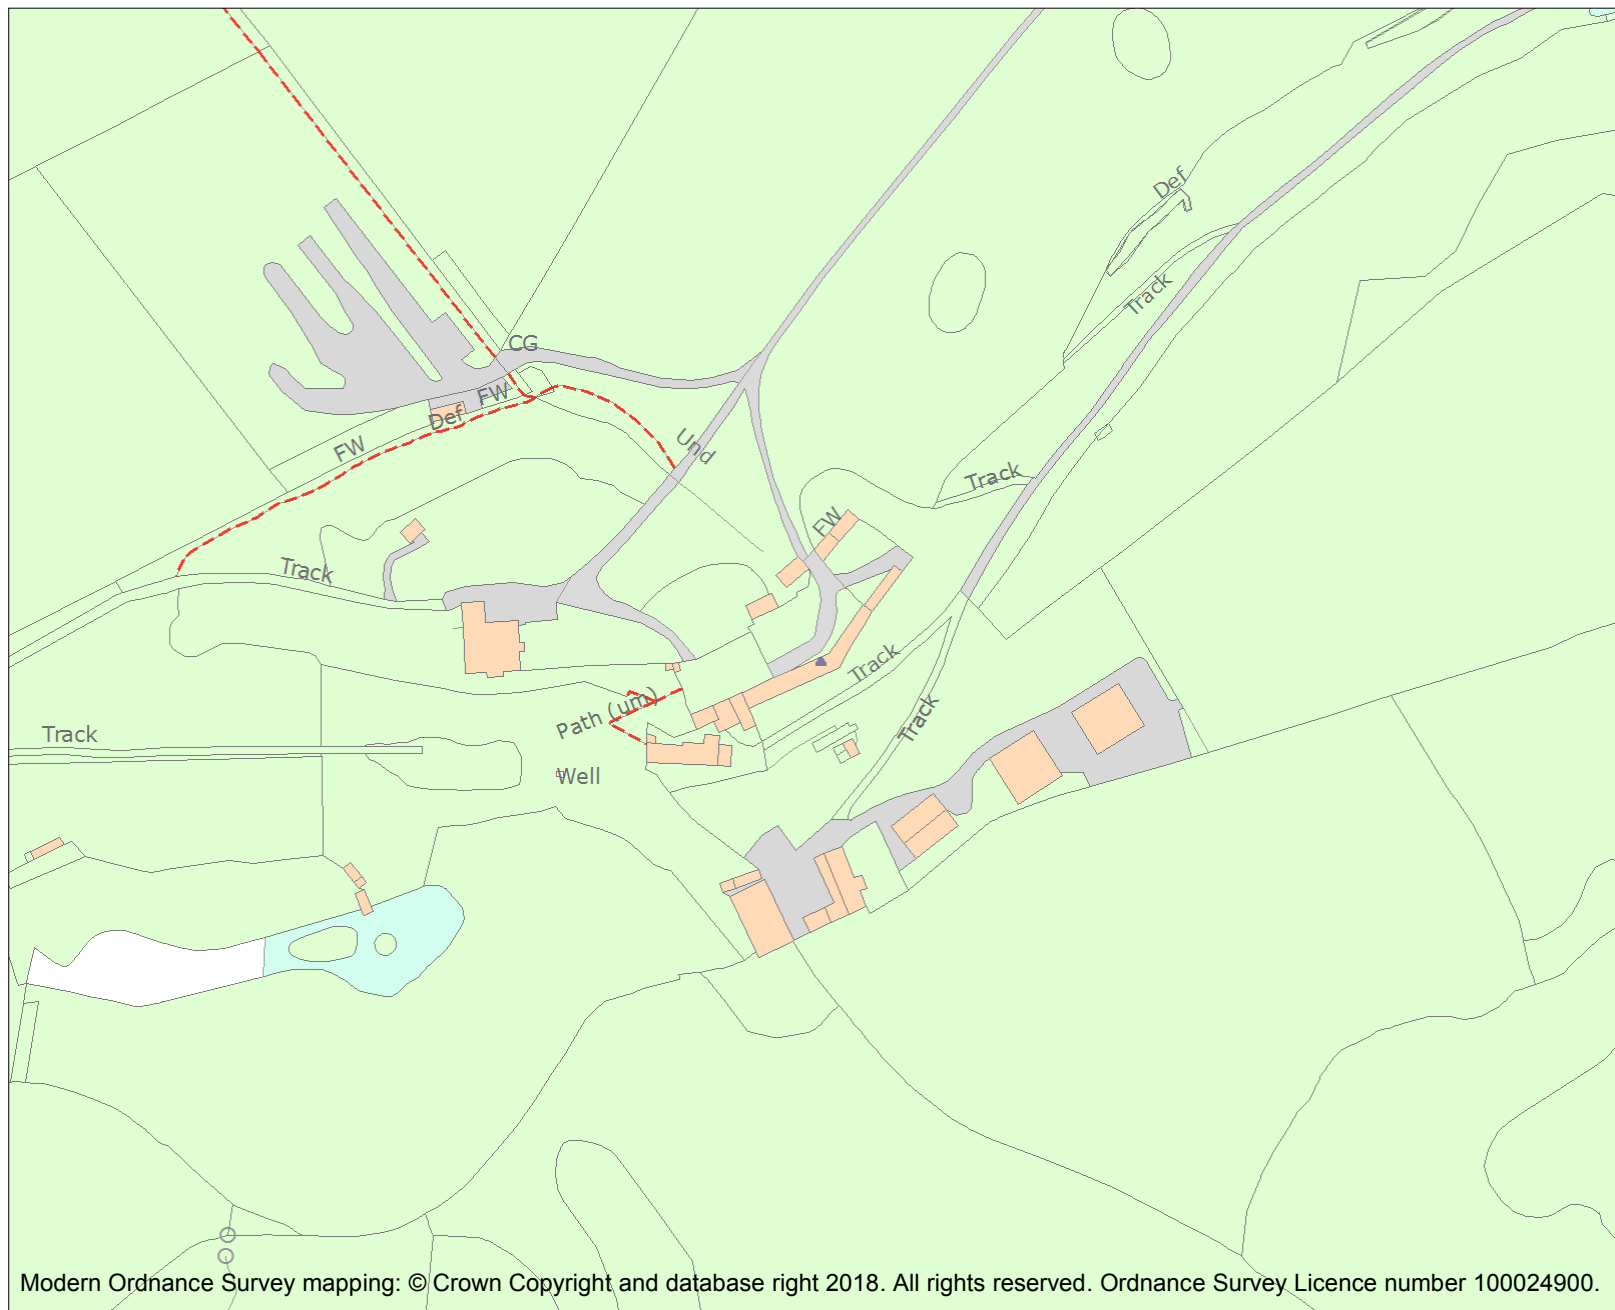 Def
Track
CG
FW
Def
FW
Und
Track
FW
Track
Track
Track
Path (um)
Track
Well
Modern Ordnance Survey mapping: © Crown Copyright and database right 2018. All rights reserved. Ordnance Survey Licence number 100024900.